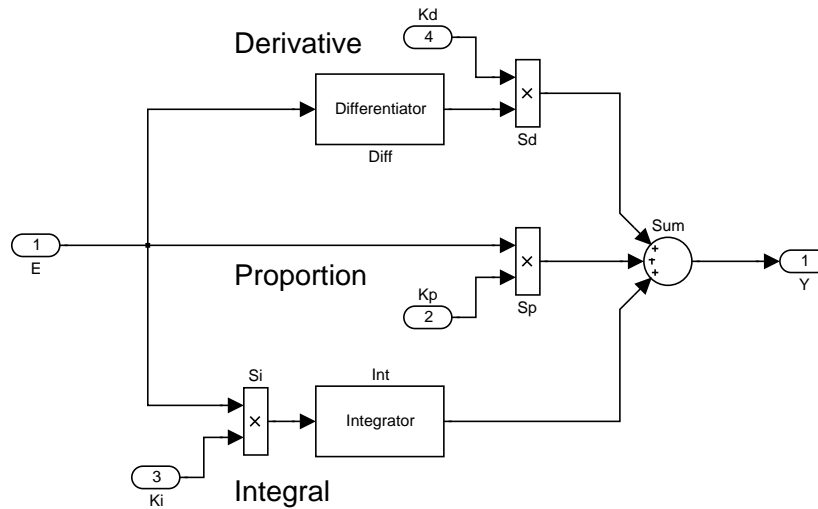 Kd
4
Derivative
Differentiator
Diff
×
Sd
1
E
Proportion
×
Sp
Kp
2
Sum
+
+
+
1
Y
Si
×
Int
Integrator
3
Ki
Integral